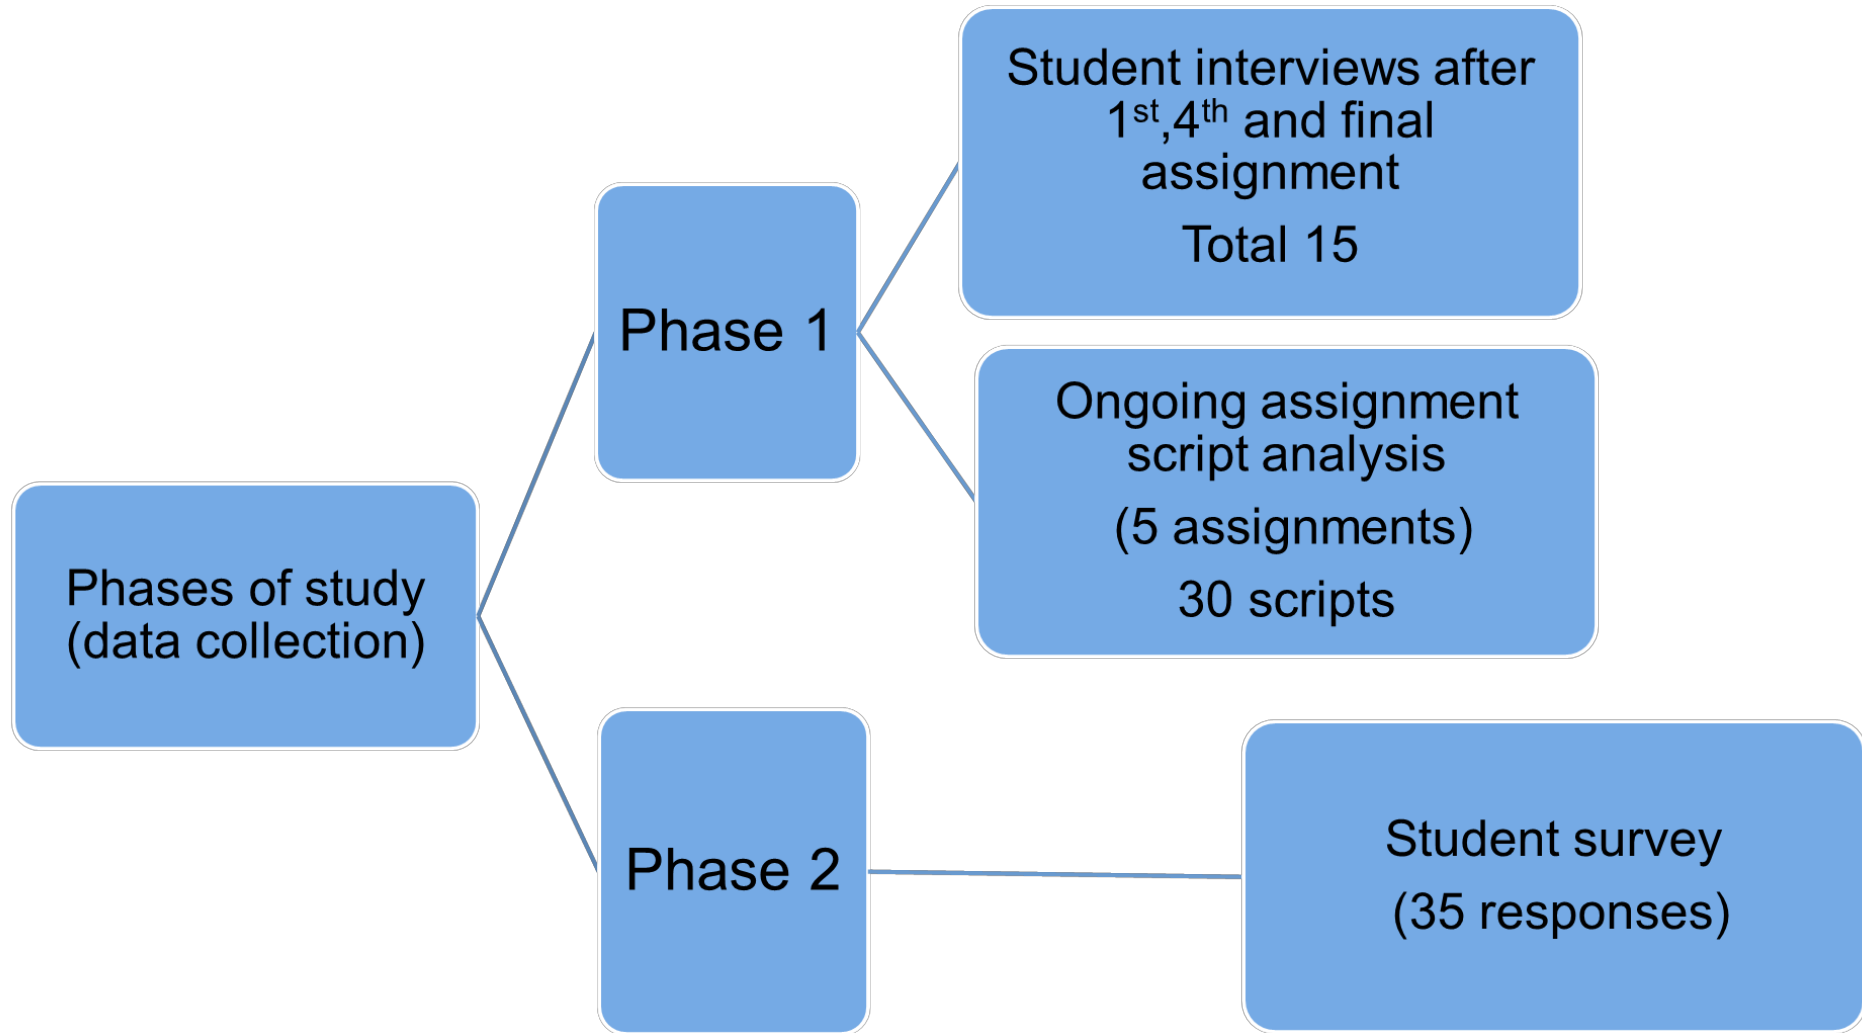 Student interviews after
1st,4th and final
assignment
Total 15
Phase 1
Ongoing assignment
script analysis
(5 assignments)
30 scripts
Phases of study
(data collection)
Phase 2
Student survey
(35 responses)